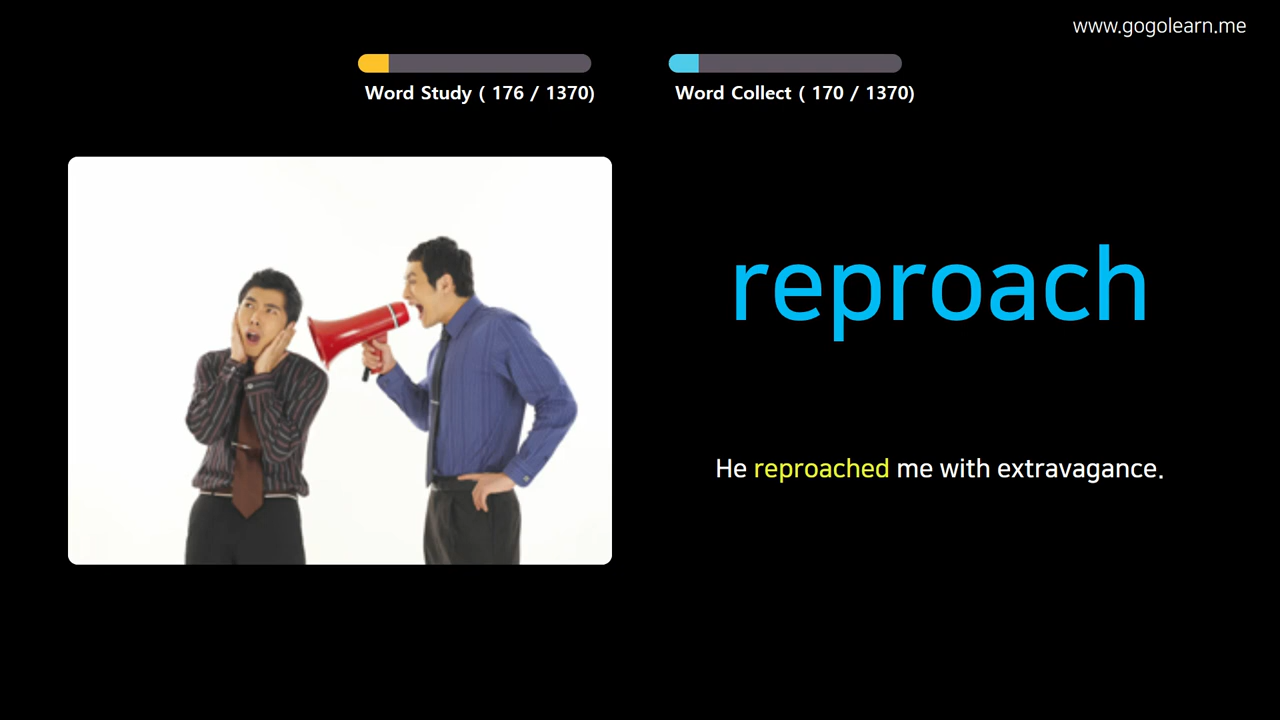 www.gogolearn.me
Word Study ( 176 / 1370)
Word Collect ( 170 / 1370)
reproach
He reproached me with extravagance.